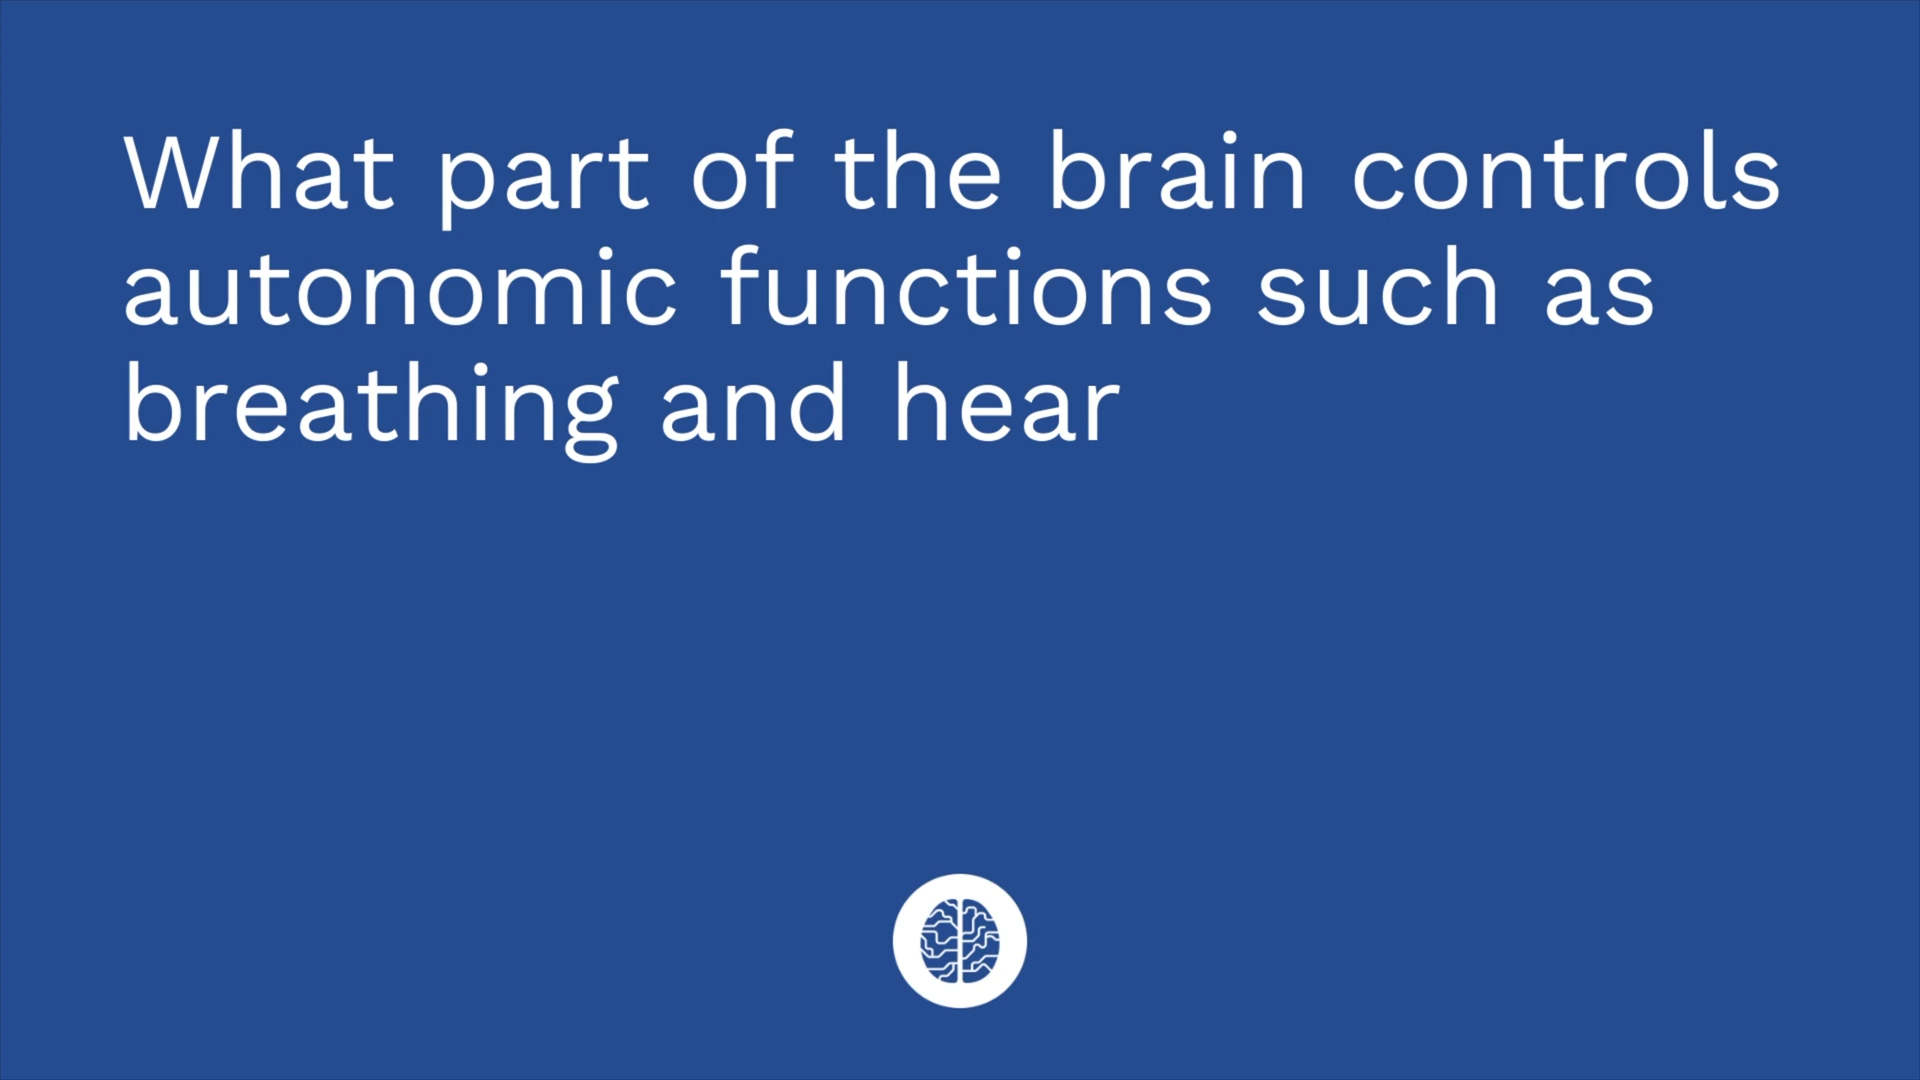 What part of the brain controls
autonomic functions such as
breathing and hear